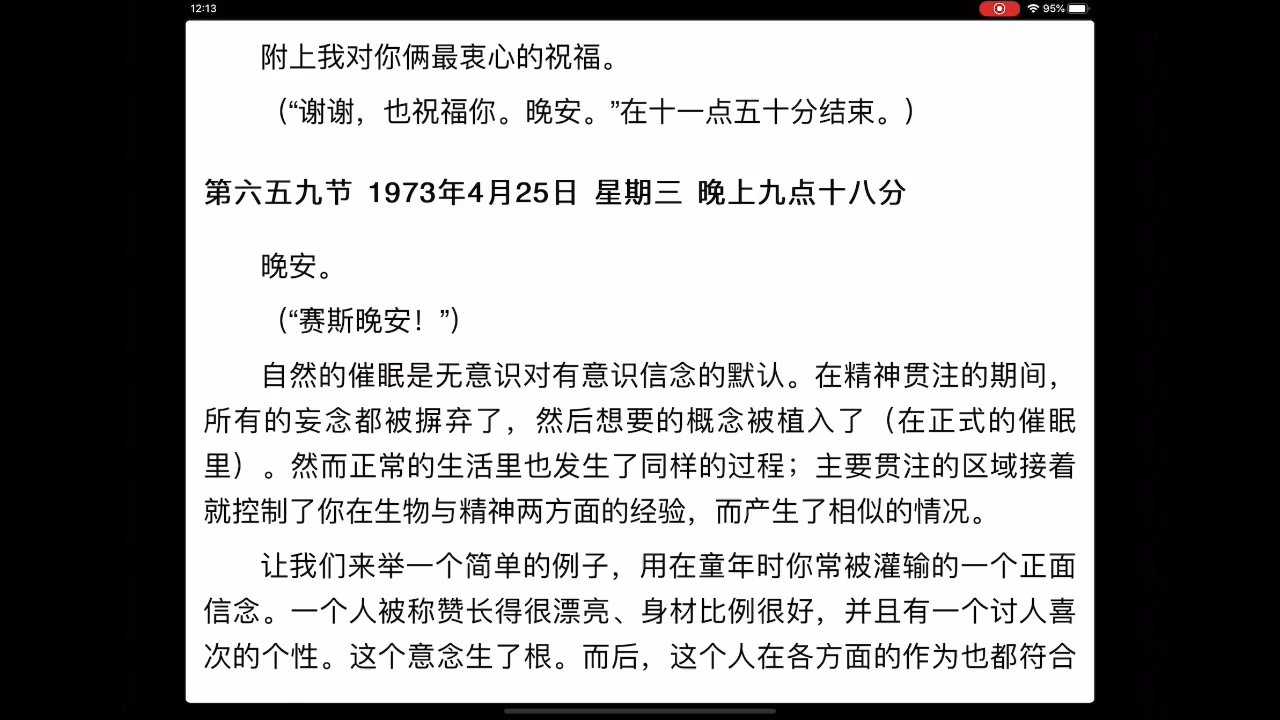 12:13
95%
附上我对你俩最衷心的祝福。
（“谢谢，也祝福你。晚安。”在十一点五十分结束。）
第六五九节 1973年4月25日 星期三 晚上九点十八分
晚安。
（“赛斯晚安！”）
自然的催眠是无意识对有意识信念的默认。在精神贯注的期间，
所有的妄念都被摒弃了，然后想要的概念被植入了（在正式的催眠
里）。然而正常的生活里也发生了同样的过程；主要贯注的区域接着
就控制了你在生物与精神两方面的经验，而产生了相似的情况。
让我们来举一个简单的例子，用在童年时你常被灌输的一个正面
信念。一个人被称赞长得很漂亮、身材比例很好，并且有一个讨人喜
次的个性。这个意念生了根。而后，这个人在各方面的作为也都符合